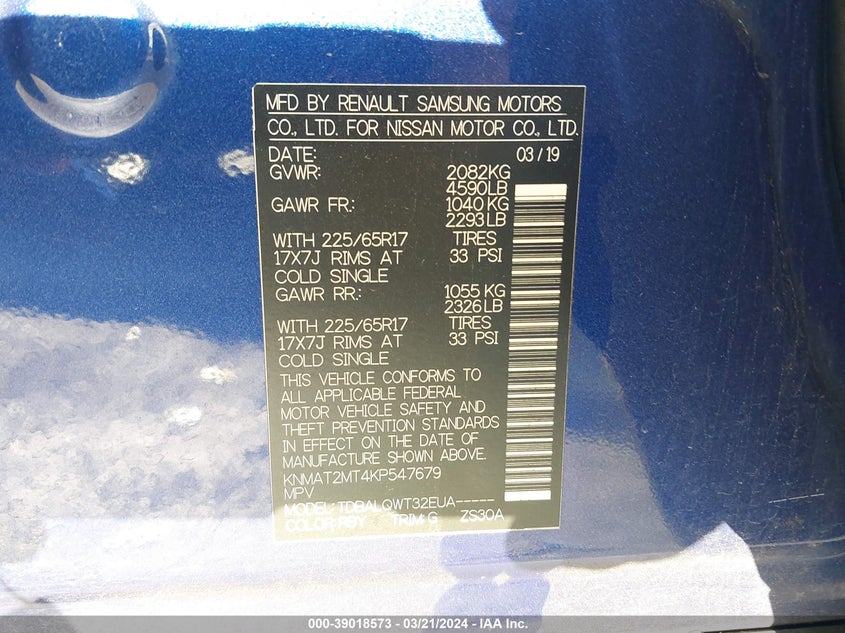 MFD BY RENAULT SAMSUNG MOTORS
CO., LTD. FOR NISSAN MOTOR CO., LTD.
DATE: 03/19
GVWR: 2082KG
4590LB
GAWR FR.: 1040KG
2293LB
WITH 225/65R17 TIRES
17X7J RIMS AT 33 PSI
COLD SINGLE
GAWR RR.: 1055KG
2326LB
WITH 225/65R17 TIRES
17X7J RIMS AT 33 PSI
COLD SINGLE
THIS VEHICLE CONFORMS TO
ALL APPLICABLE FEDERAL
MOTOR VEHICLE SAFETY AND
THEFT PREVENTION STANDARDS
IN EFFECT ON THE DATE OF
MANUFACTURE SHOWN ABOVE.
KNMAT2MT4KP547679
MPV
MODEL: TDBALQWT32EUA-----
COLOR: RBY TRIM: G ZS30A
000-39018573 - 03/21/2024 - IAA Inc.